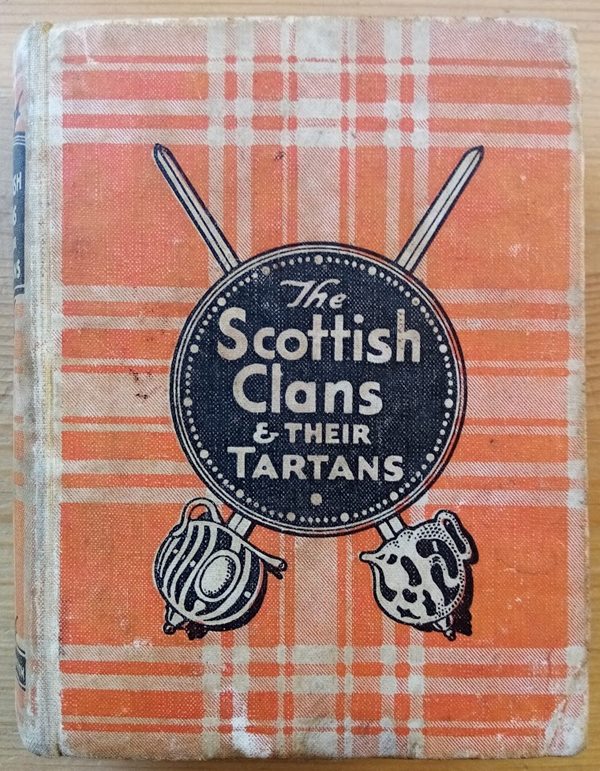 The
Scottish
Clans
& THEIR
TARTANS